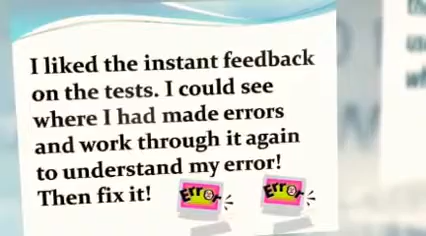 I liked the instant feedback
on the tests. I could see
where I had made errors
and work through it again
to understand my error!
Then fix it!
Error
Error